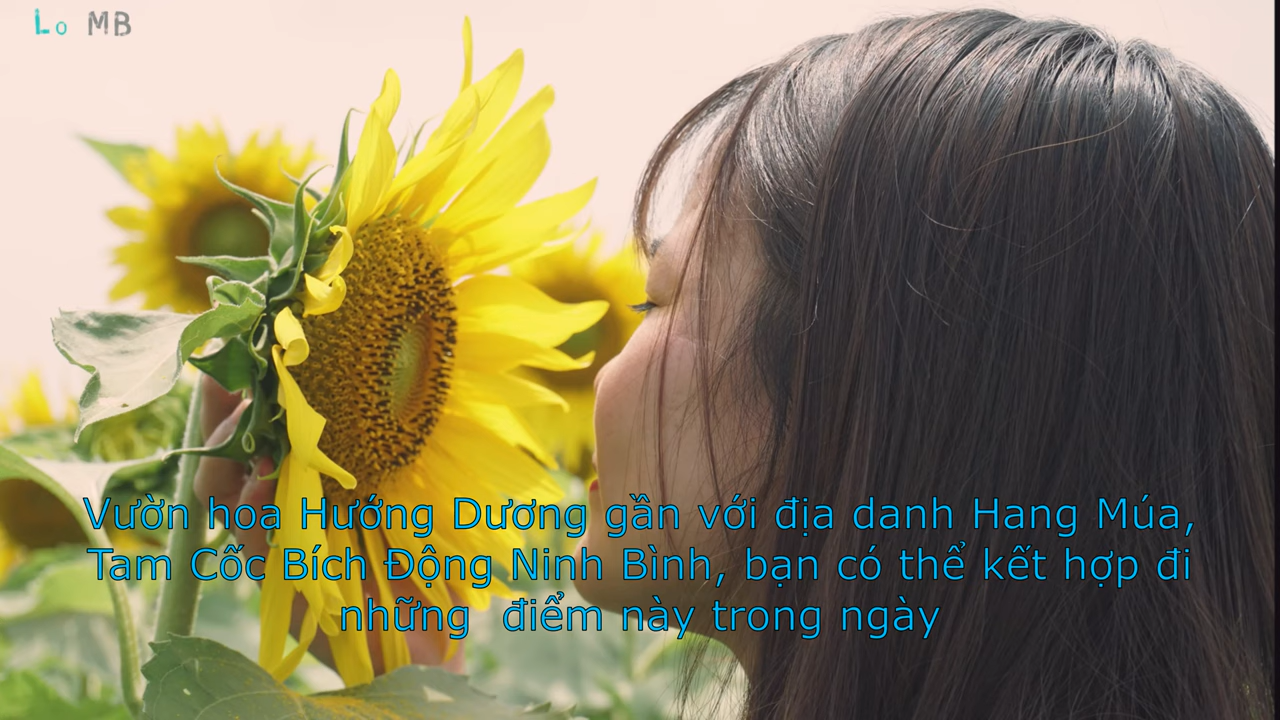 Lo MB
Vườn hoa Hướng Dương gần với địa danh Hang Múa,
Tam Cốc Bích Động Ninh Bình, bạn có thể kết hợp đi
những điểm này trong ngày